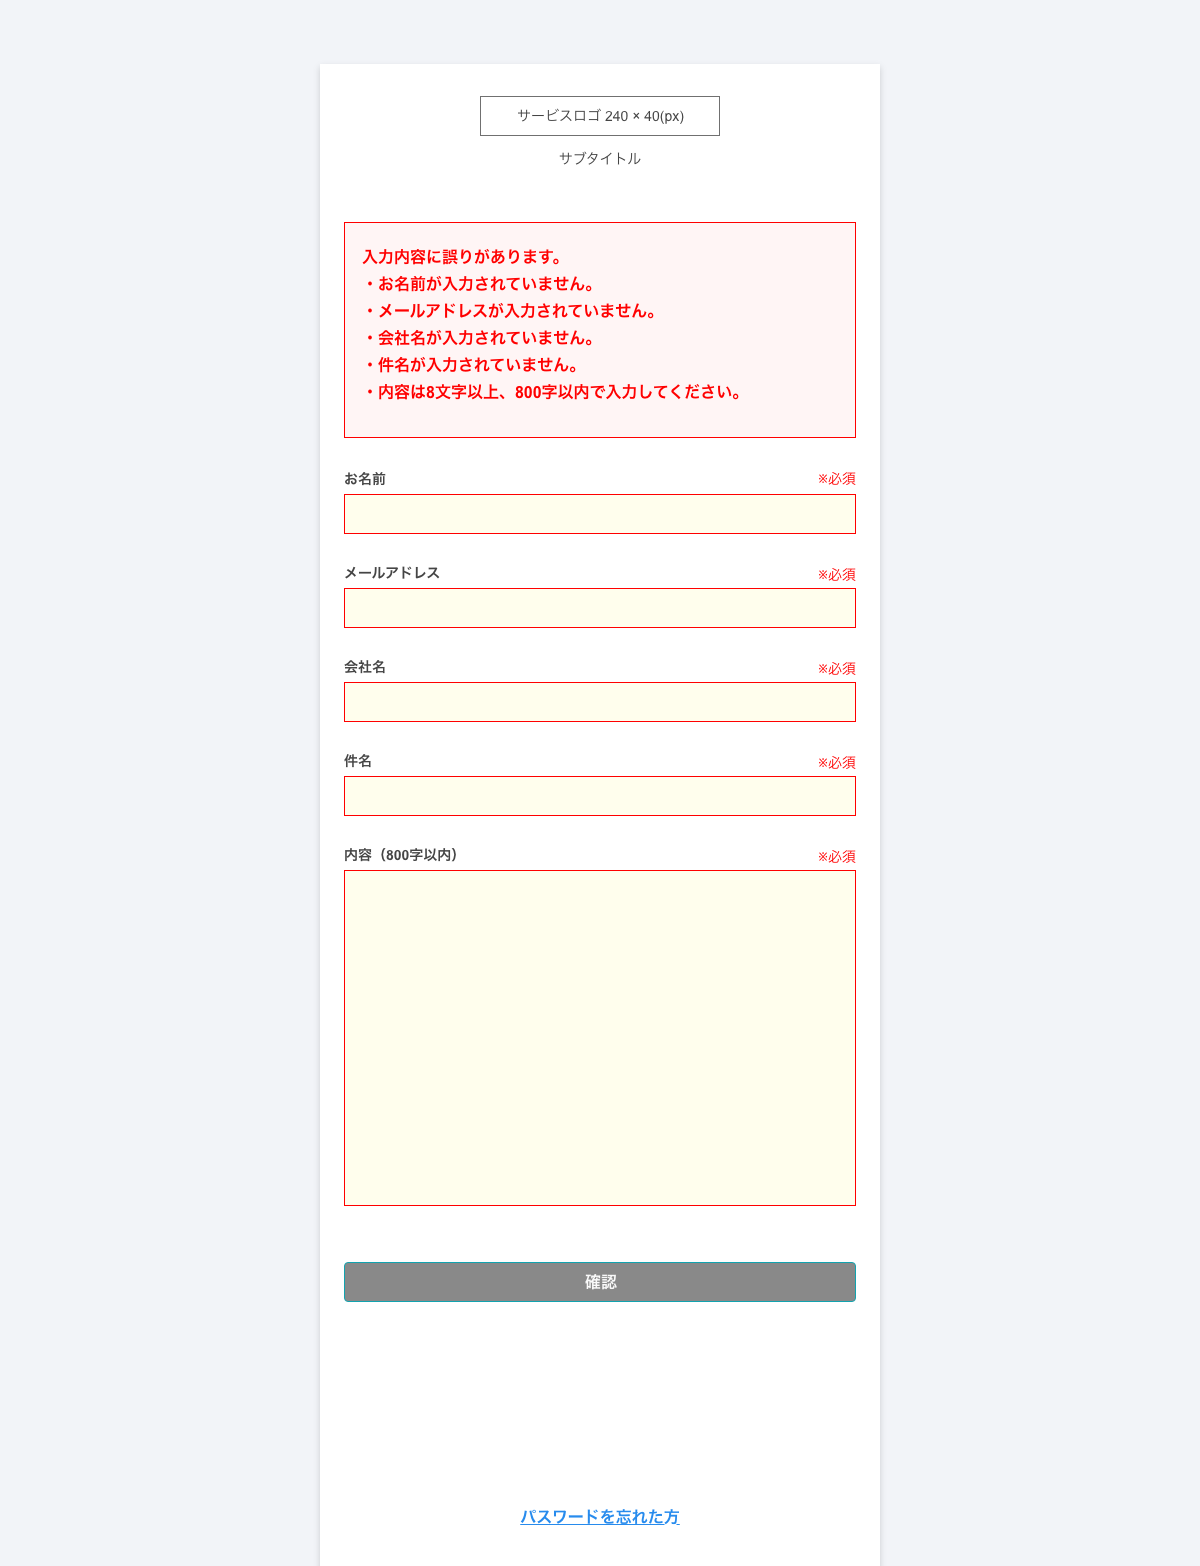 サービスロゴ 240 × 40(px)
サブタイトル
入力内容に誤りがあります。
・お名前が入力されていません。
・メールアドレスが入力されていません。
・会社名が入力されていません。
・件名が入力されていません。
・内容は8文字以上、800字以内で入力してください。
お名前 ※必須
メールアドレス ※必須
会社名 ※必須
件名 ※必須
内容（800字以内） ※必須
確認
パスワードを忘れた方